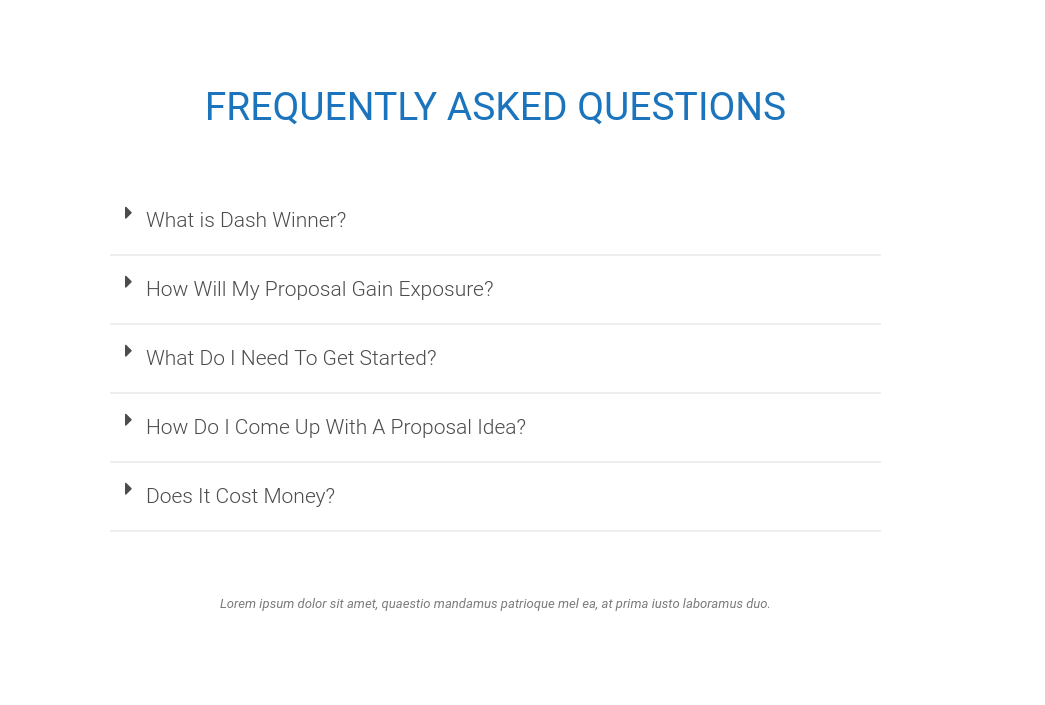 FREQUENTLY ASKED QUESTIONS
What is Dash Winner?
How Will My Proposal Gain Exposure?
What Do I Need To Get Started?
How Do I Come Up With A Proposal Idea?
Does It Cost Money?
Lorem ipsum dolor sit amet, quaestio mandamus patrioque mel ea, at prima iusto laboramus duo.